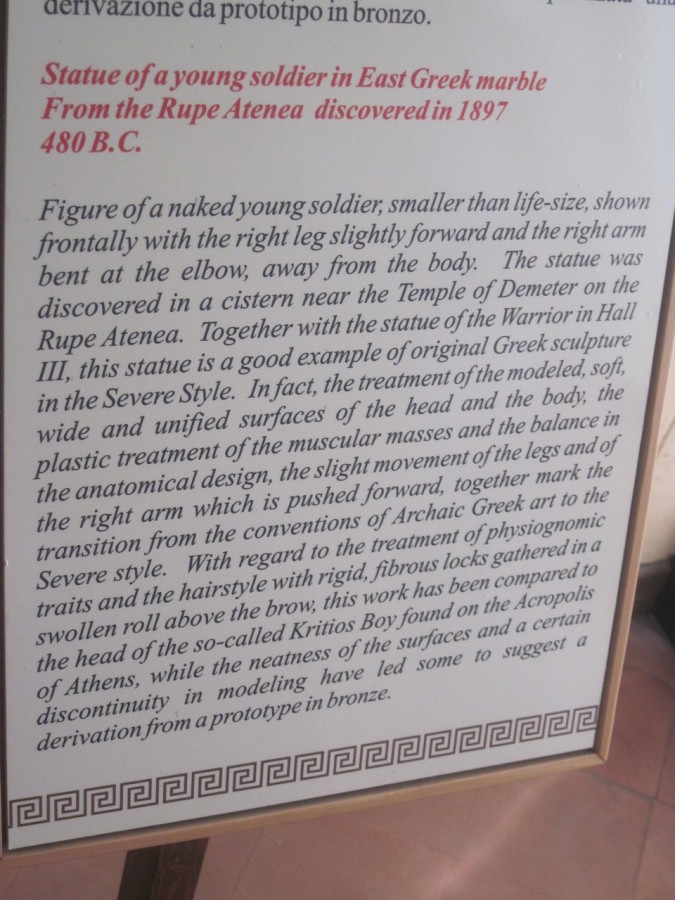 derivazione da prototipo in bronzo.
Statue of a young soldier in East Greek marble
From the Rupe Atenea discovered in 1897
480 B.C.
Figure of a naked young soldier, smaller than life-size, shown
frontally with the right leg slightly forward and the right arm
bent at the elbow, away from the body. The statue was
discovered in a cistern near the Temple of Demeter on the
Rupe Atenea. Together with the statue of the Warrior in Hall
III, this statue is a good example of original Greek sculpture
in the Severe Style. In fact, the treatment of the modeled, soft,
wide and unified surfaces of the head and the body, the
plastic treatment of the muscular masses and the balance in
the anatomical design, the slight movement of the legs and of
the right arm which is pushed forward, together mark the
transition from the conventions of Archaic Greek art to the
Severe style. With regard to the treatment of physiognomic
traits and the hairstyle with rigid, fibrous locks gathered in a
swollen roll above the brow, this work has been compared to
the head of the so-called Kritios Boy found on the Acropolis
of Athens, while the neatness of the surfaces and a certain
discontinuity in modeling have led some to suggest a
derivation from a prototype in bronze.